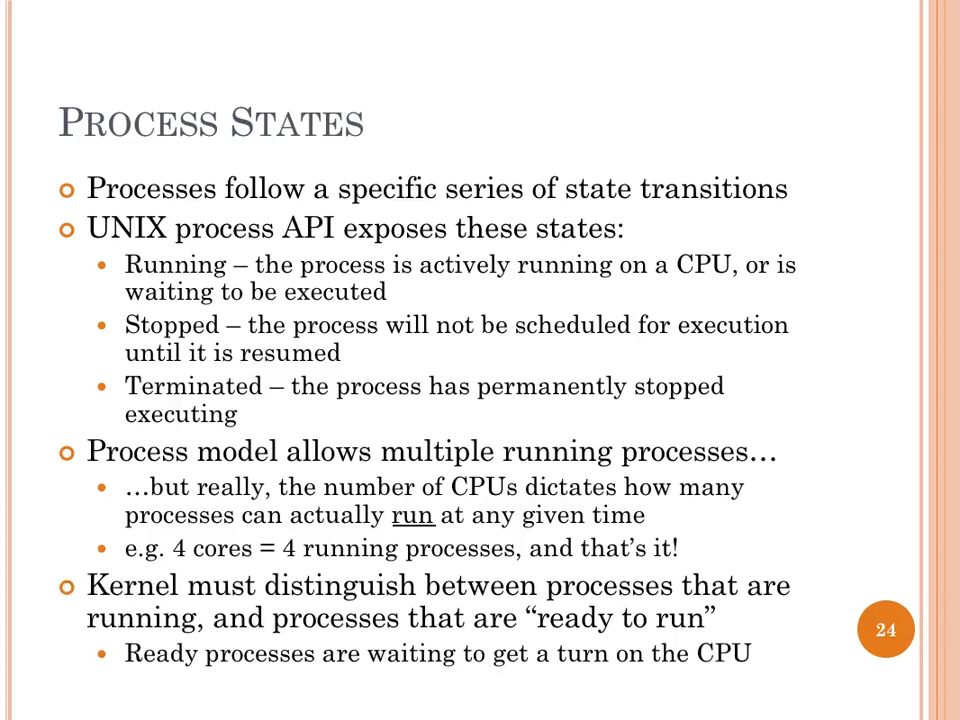 PROCESS STATES
Processes follow a specific series of state transitions
UNIX process API exposes these states:
Running – the process is actively running on a CPU, or is
waiting to be executed
Stopped – the process will not be scheduled for execution
until it is resumed
Terminated – the process has permanently stopped
executing
Process model allows multiple running processes…
…but really, the number of CPUs dictates how many
processes can actually run at any given time
e.g. 4 cores = 4 running processes, and that’s it!
Kernel must distinguish between processes that are
running, and processes that are “ready to run”
Ready processes are waiting to get a turn on the CPU
24